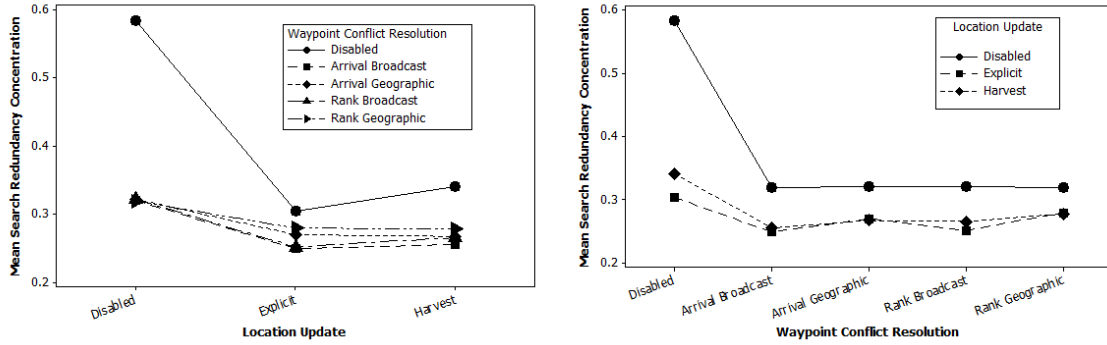 Mean Search Redundancy Concentration
0.6
0.5
0.4
0.3
0.2
Waypoint Conflict Resolution
Disabled
Arrival Broadcast
Arrival Geographic
Rank Broadcast
Rank Geographic
Disabled
Explicit
Harvest
Location Update
Mean Search Redundancy Concentration
0.6
0.5
0.4
0.3
0.2
Location Update
Disabled
Explicit
Harvest
Disabled
Arrival Broadcast
Arrival Geographic
Rank Broadcast
Rank Geographic
Waypoint Conflict Resolution